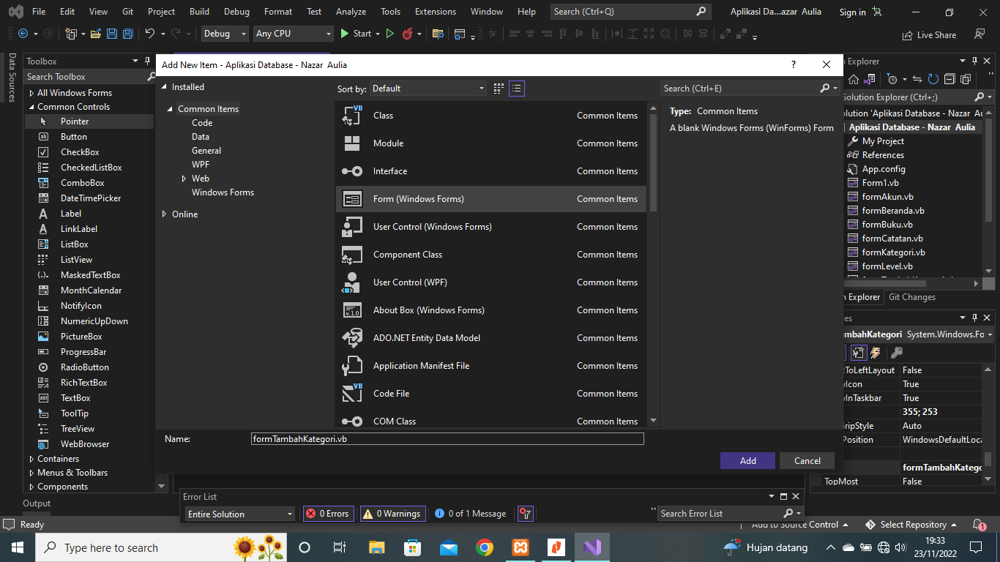 File Edit View Git Project Build Debug Format Test Analyze Tools Extensions Window Help Search (Ctrl+Q) Aplikasi Da...azar Aulia Sign in
Debug Any CPU Start Live Share
Data Sources
Toolbox
Search Toolbox
All Windows Forms
Common Controls
Pointer
Button
CheckBox
CheckedListBox
ComboBox
DateTimePicker
Label
LinkLabel
ListBox
ListView
MaskedTextBox
MonthCalendar
NotifyIcon
NumericUpDown
PictureBox
ProgressBar
RadioButton
RichTextBox
TextBox
ToolTip
TreeView
WebBrowser
Containers
Menus & Toolbars
Components
Output
Add New Item - Aplikasi Database - Nazar Aulia ?
Installed
Common Items
Code
Data
General
WPF
Web
Windows Forms
Online
Sort by: Default
Search (Ctrl+E)
Class Common Items
Module Common Items
Interface Common Items
Form (Windows Forms) Common Items
User Control (Windows Forms) Common Items
Component Class Common Items
User Control (WPF) Common Items
About Box (Windows Forms) Common Items
ADO.NET Entity Data Model Common Items
Application Manifest File Common Items
Code File Common Items
COM Class Common Items
Type: Common Items
A blank Windows Forms (WinForms) Form
Name: formTambahKategori.vb
Add Cancel
Explorer
Solution Explorer (Ctrl+;)
olution 'Aplikasi Database - Nazar Au
Aplikasi Database - Nazar Aulia
My Project
References
App.config
Form1.vb
formAkun.vb
formBeranda.vb
formBuku.vb
formCatatan.vb
formKategori.vb
formLevel.vb
n Explorer Git Changes
es
ambahKategori System.Windows.Fo
tToLeftLayout False
vIcon True
vInTaskbar True
355; 253
GripStyle Auto
Position WindowsDefaultLoca
formTambahKatego
TopMost False
Error List
Entire Solution 0 Errors 0 Warnings 0 of 1 Message Search Error List
Ready Add to Source Control Select Repository 1
Type here to search Hujan datang 19:33
23/11/2022